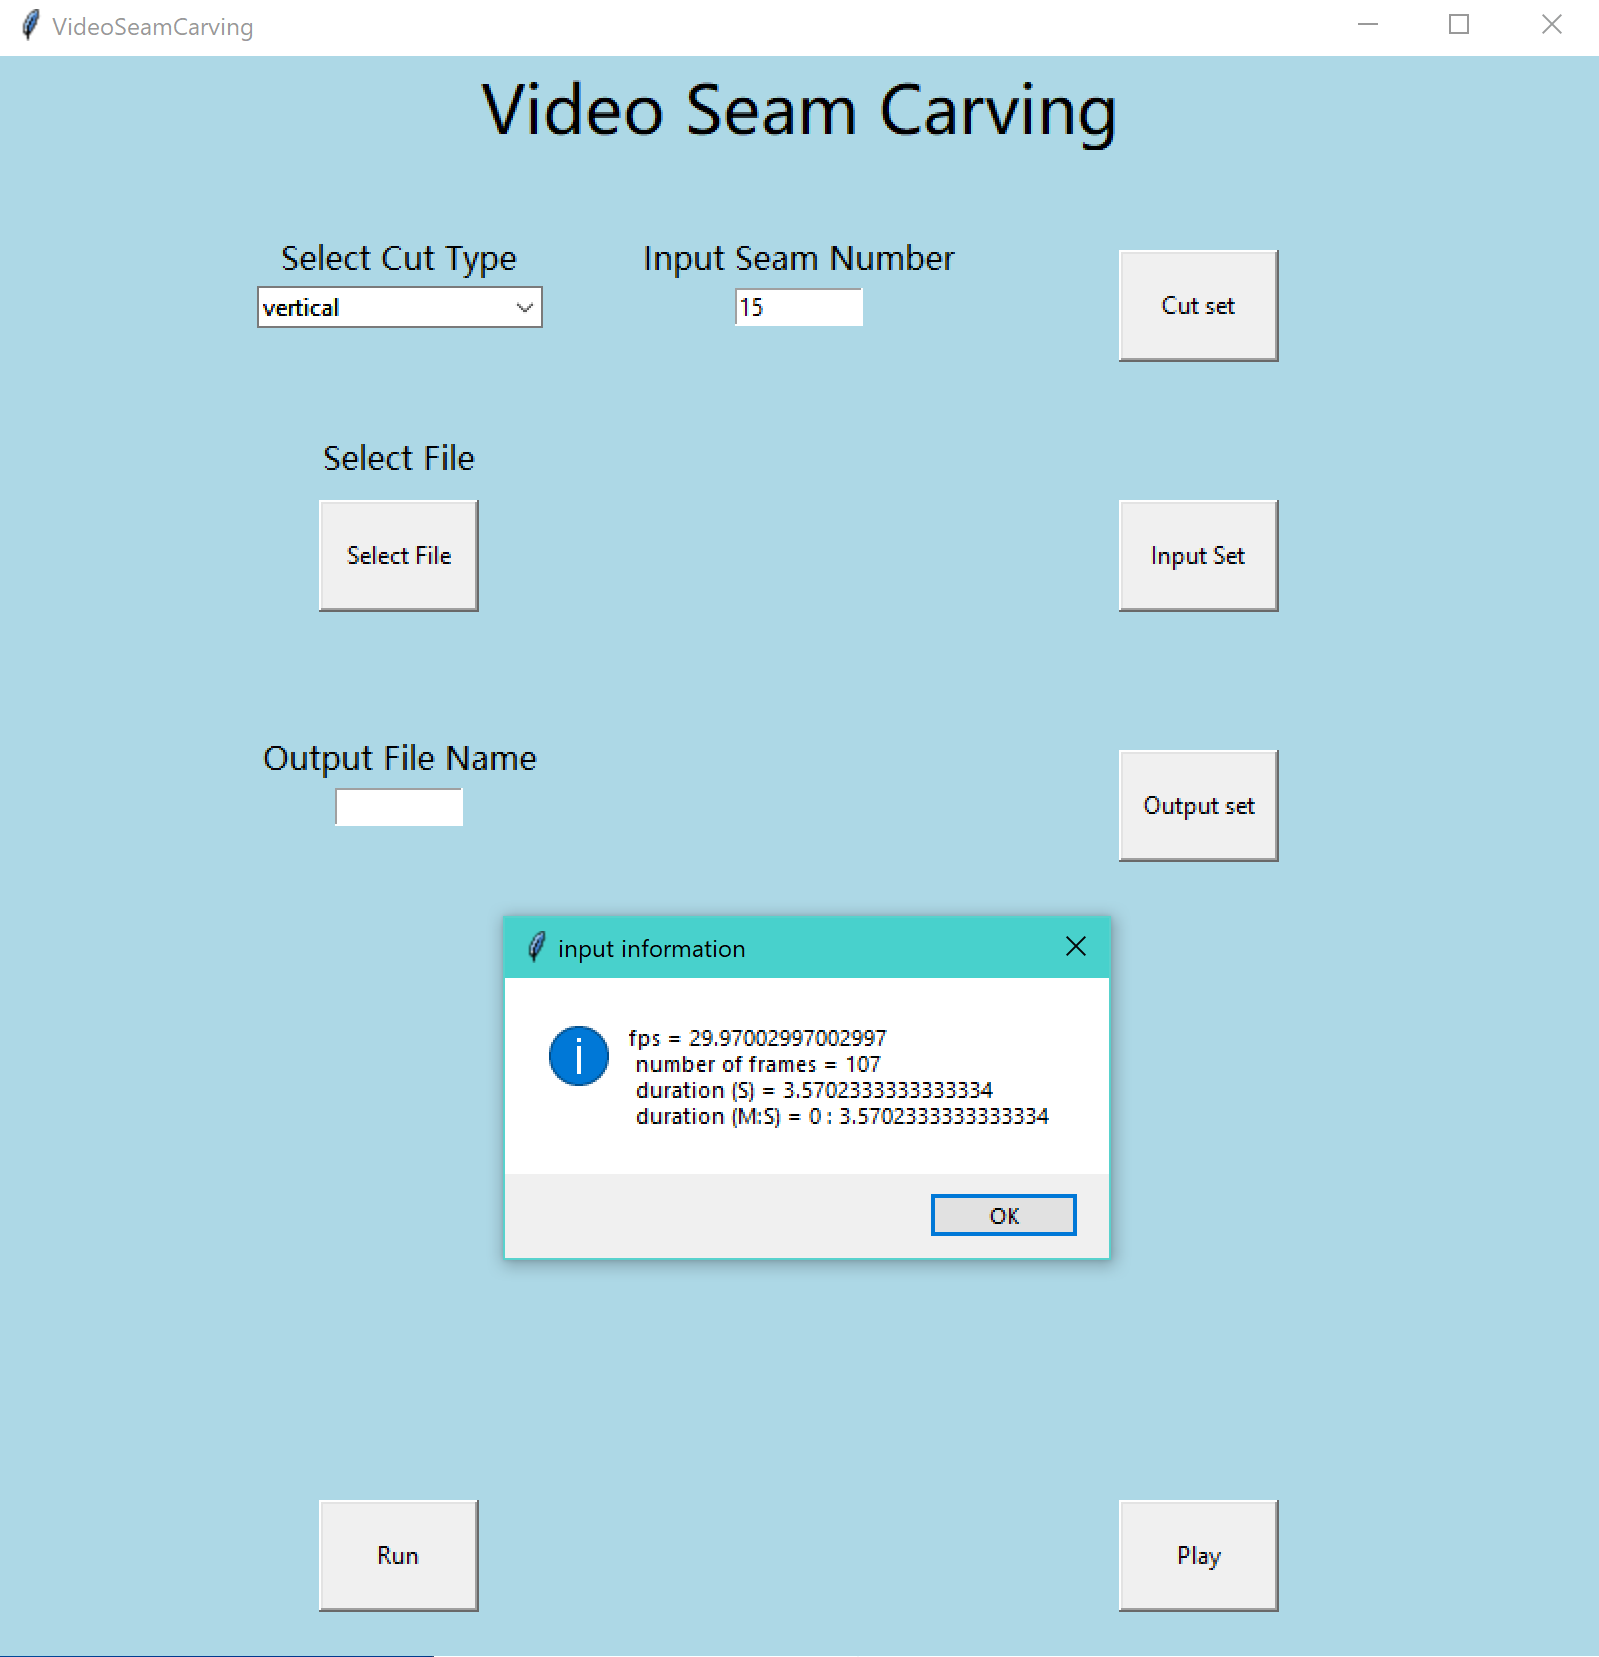 VideoSeamCarving
Video Seam Carving
Select Cut Type
Input Seam Number
vertical
15
Cut set
Select File
Select File
Input Set
Output File Name
Output set
input information
fps = 29.97002997002997
number of frames = 107
duration (S) = 3.5702333333333334
duration (M:S) = 0 : 3.5702333333333334
OK
Run
Play